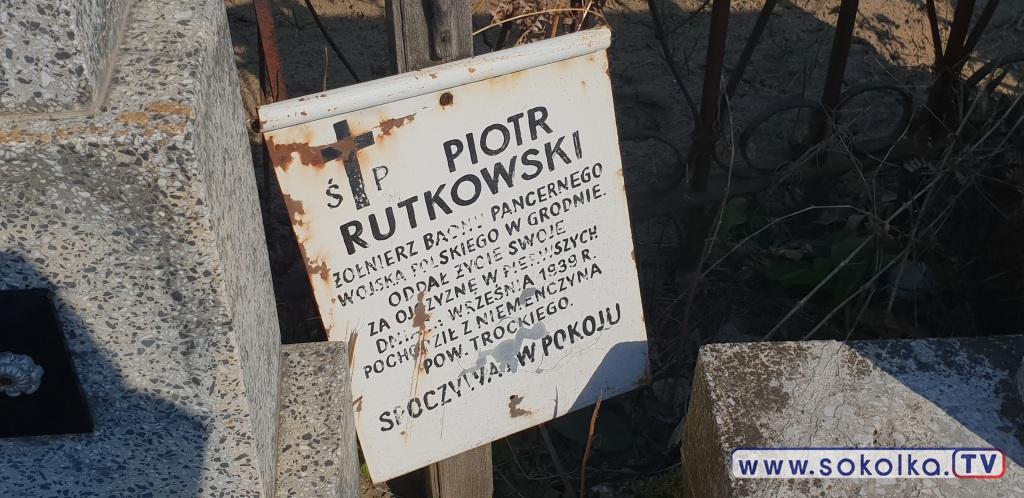 Ś P PIOTR
RUTKOWSKI
ŻOŁNIERZ BAONU PANCERNEGO
WOJSKA POLSKIEGO W GRODNIE.
ODDAŁ ŻYCIE SWOJE
ZA OJCZYZNĘ W PIERWSZYCH
DNIACH WRZEŚNIA 1939 R.
POCHODZIŁ Z NIEMENCZYNA
POW. TROCKIEGO.
SPOCZYWAJ W POKOJU
www.sokolka.TV